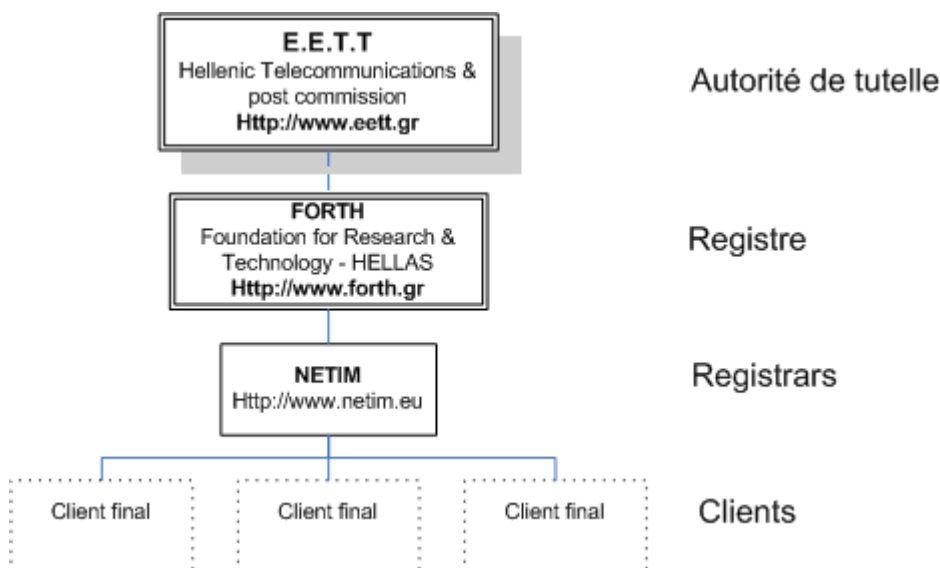 E.E.T.T
Hellenic Telecommunications &
post commission
Http://www.eett.gr
Autorité de tutelle
FORTH
Foundation for Research &
Technology - HELLAS
Http://www.forth.gr
Registre
NETIM
Http://www.netim.eu
Registrars
Client final
Client final
Client final
Clients